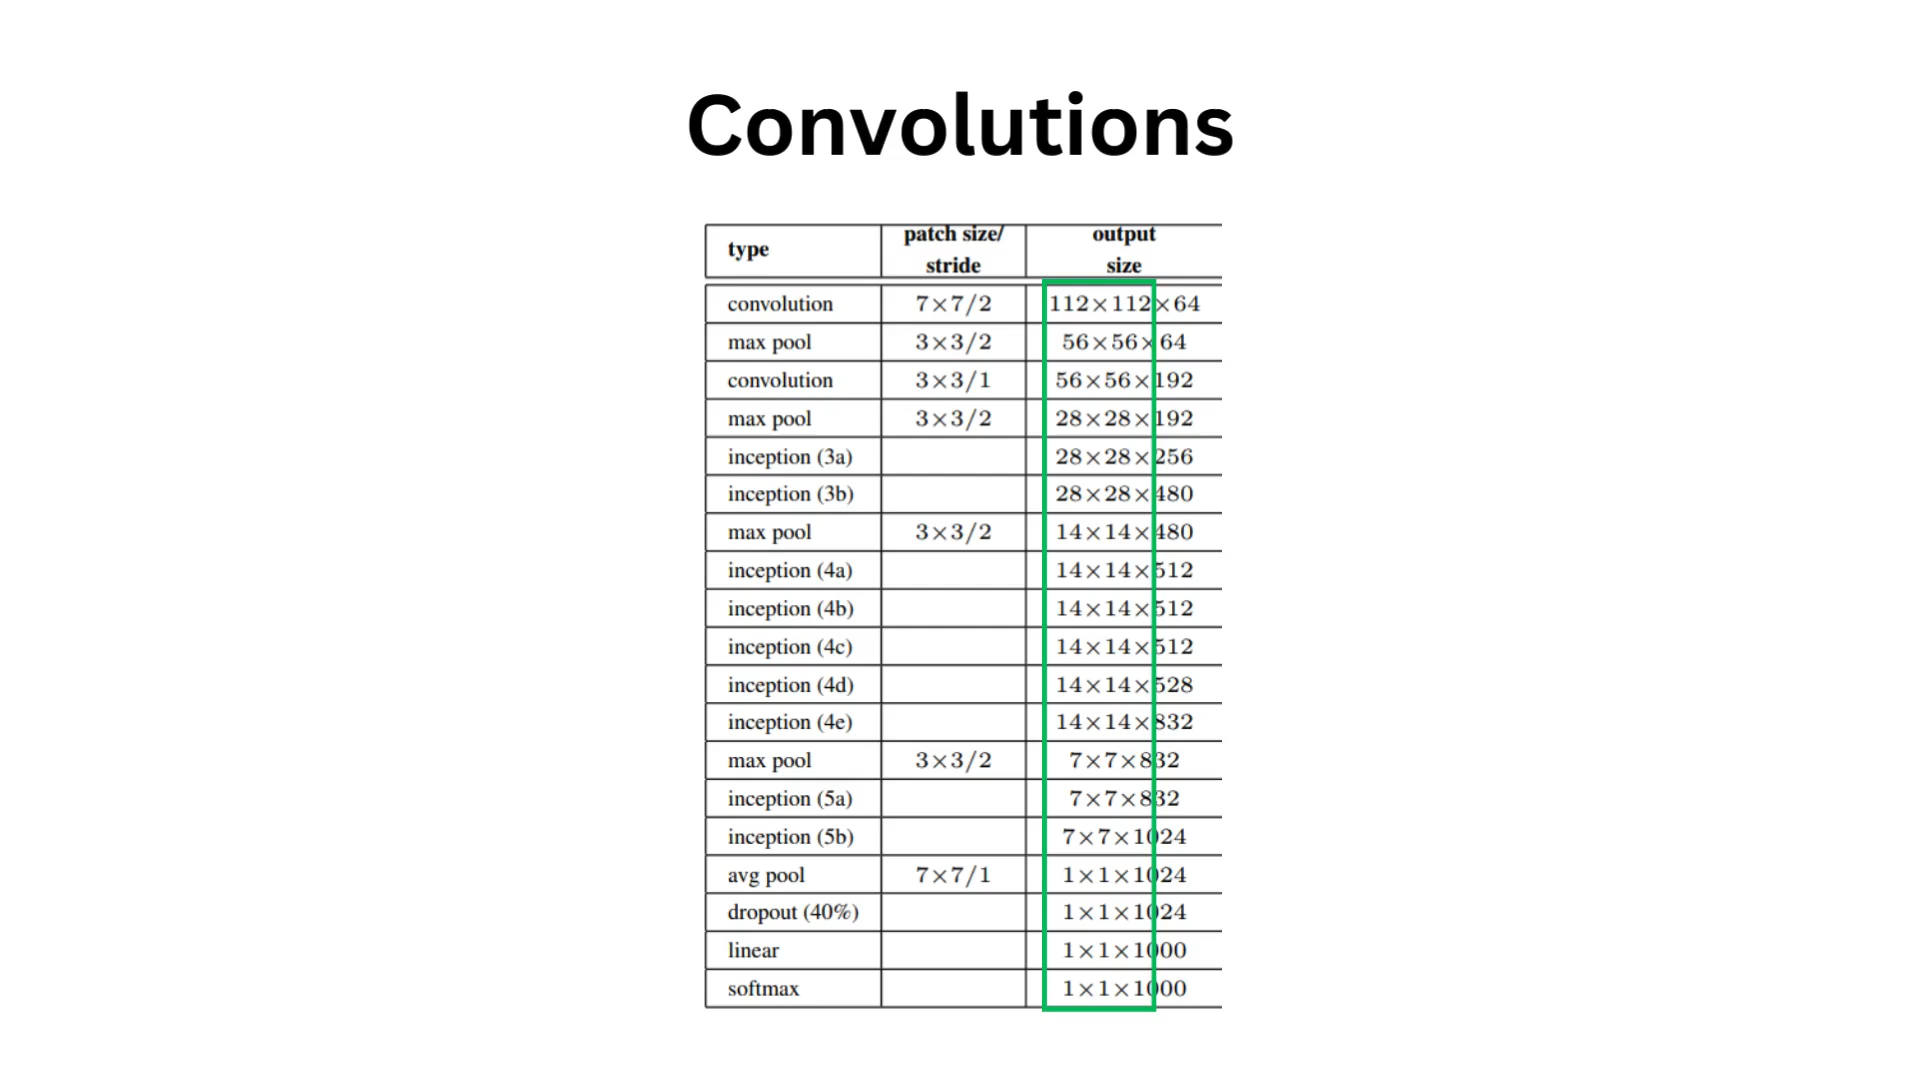 Convolutions
type patch size/ stride output size
convolution 7×7/2 112×112×64
max pool 3×3/2 56×56×64
convolution 3×3/1 56×56×192
max pool 3×3/2 28×28×192
inception (3a) 28×28×256
inception (3b) 28×28×480
max pool 3×3/2 14×14×480
inception (4a) 14×14×512
inception (4b) 14×14×512
inception (4c) 14×14×512
inception (4d) 14×14×528
inception (4e) 14×14×832
max pool 3×3/2 7×7×832
inception (5a) 7×7×832
inception (5b) 7×7×1024
avg pool 7×7/1 1×1×1024
dropout (40%) 1×1×1024
linear 1×1×1000
softmax 1×1×1000